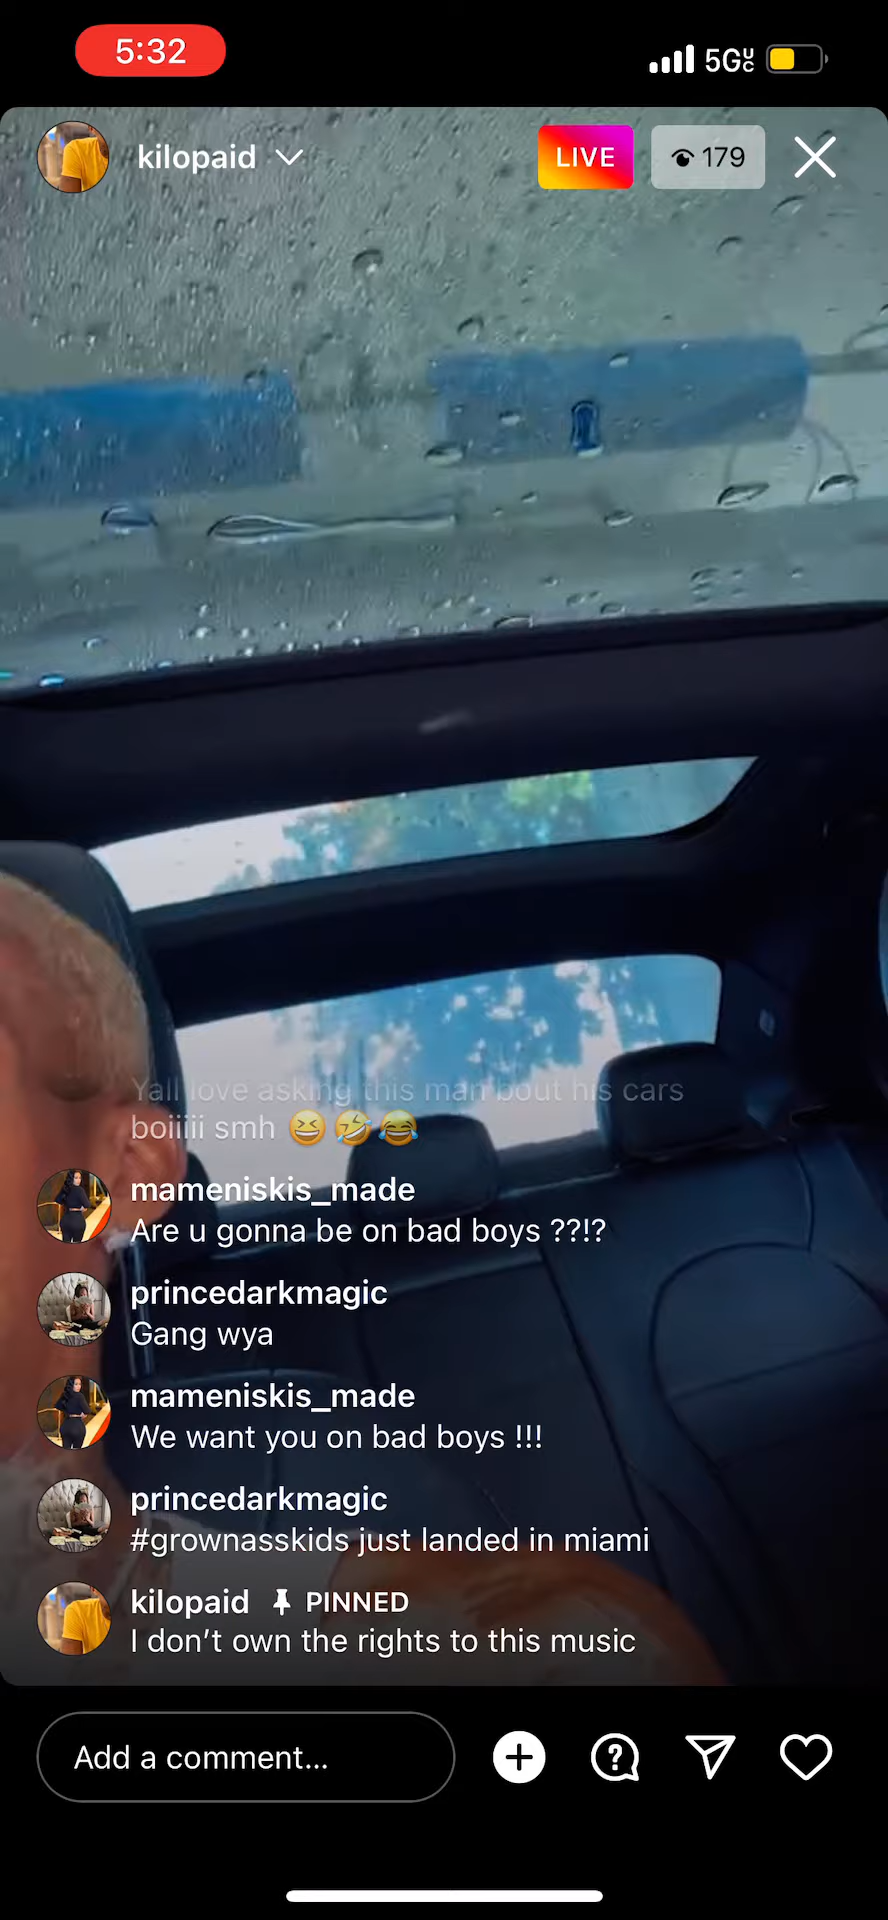 5:32
5GUC
kilopaid
LIVE
179
Yall love asking this man bout his cars
boiiiii smh 😆🤣😂
mameniskis_made
Are u gonna be on bad boys ??!?
princedarkmagic
Gang wya
mameniskis_made
We want you on bad boys !!!
princedarkmagic
#grownasskids just landed in miami
kilopaid PINNED
I don’t own the rights to this music
Add a comment...